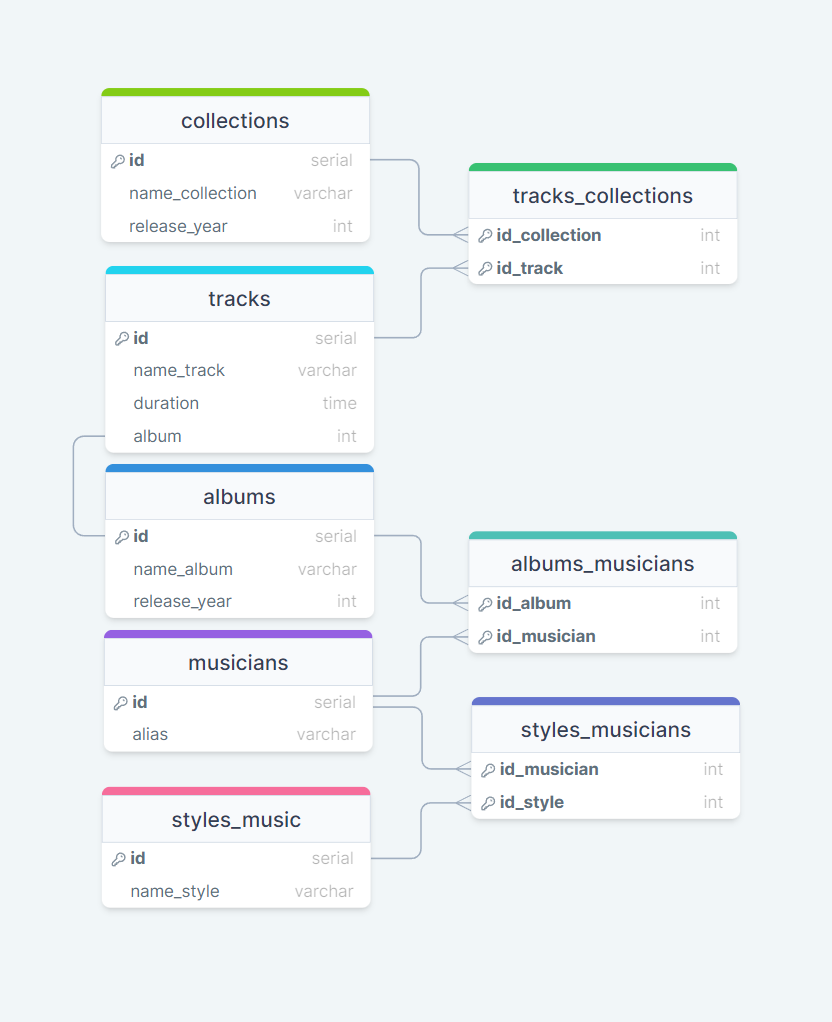 collections
id serial
name_collection varchar
release_year int
tracks_collections
id_collection int
id_track int
tracks
id serial
name_track varchar
duration time
album int
albums
id serial
name_album varchar
release_year int
albums_musicians
id_album int
id_musician int
musicians
id serial
alias varchar
styles_musicians
id_musician int
id_style int
styles_music
id serial
name_style varchar